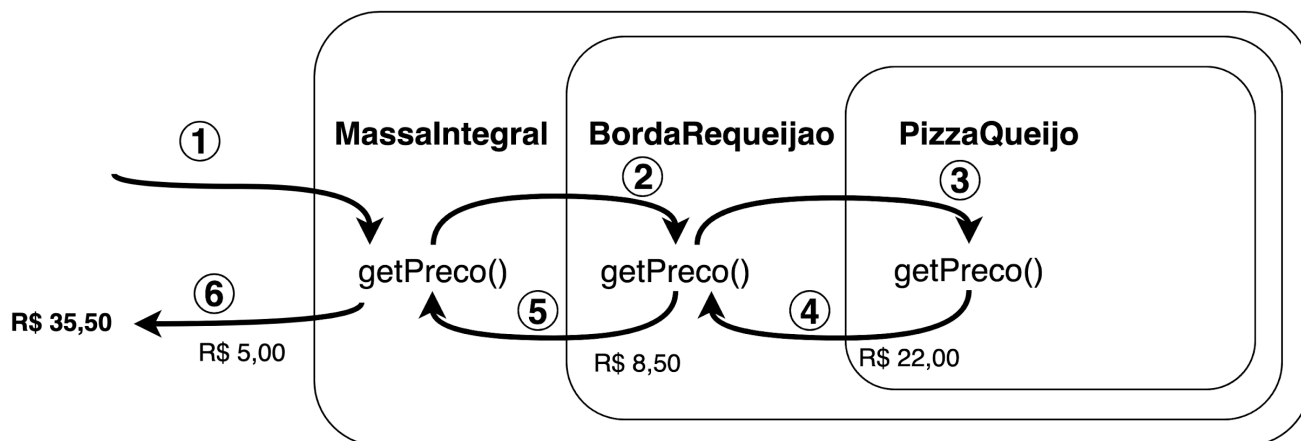 MassaIntegral
BordaRequeijao
PizzaQueijo
1
2
3
getPreco()
getPreco()
getPreco()
6
5
4
R$ 35,50
R$ 5,00
R$ 8,50
R$ 22,00